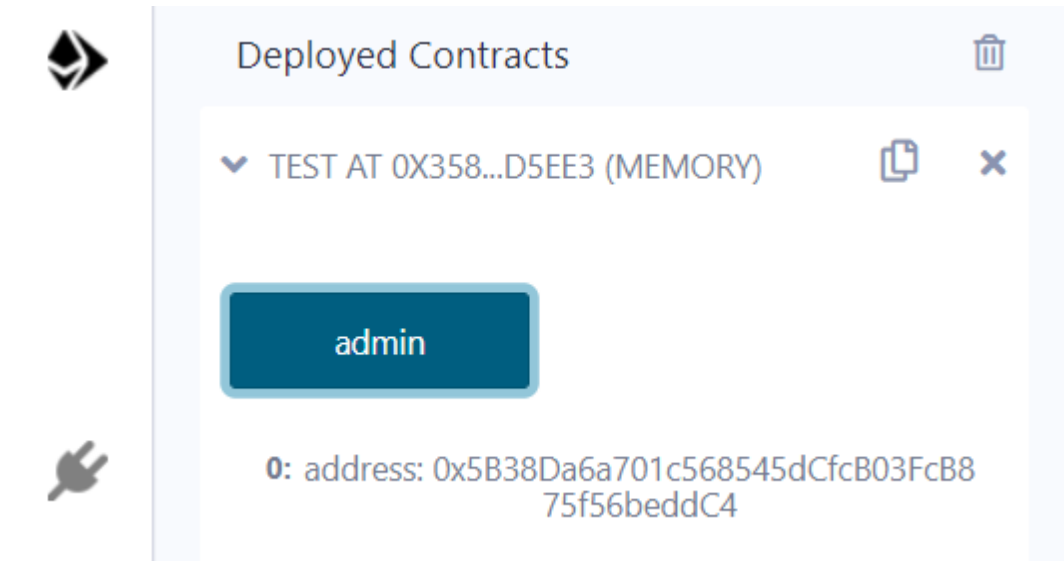 Deployed Contracts
TEST AT 0X358...D5EE3 (MEMORY)
admin
0: address: 0x5B38Da6a701c568545dCfcB03FcB8
75f56beddC4